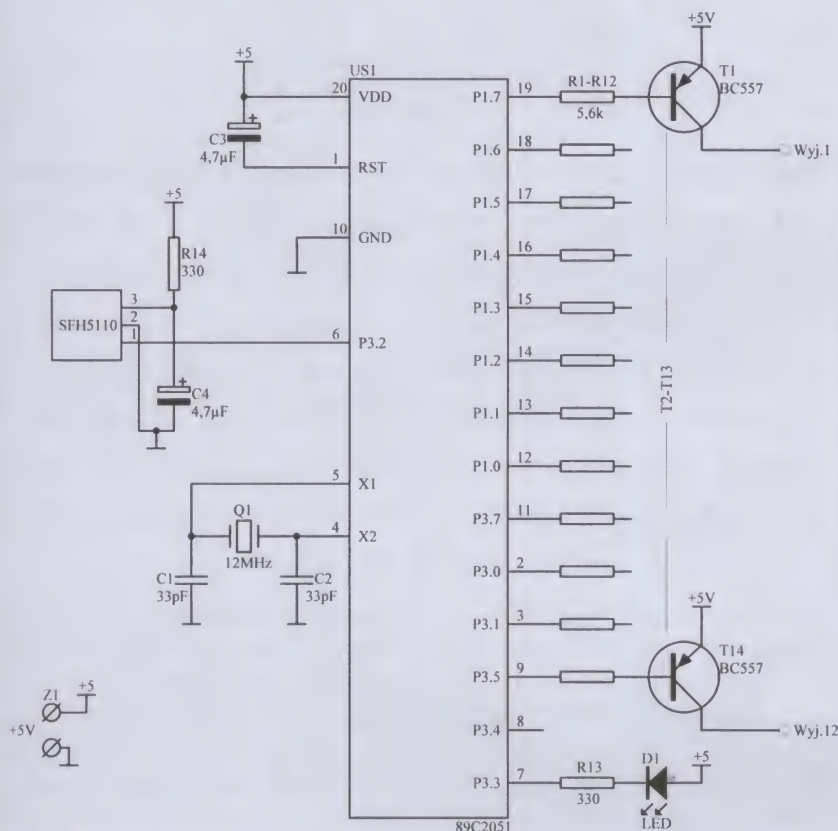 +5V
+5
US1
T1
BC557
20
VDD
P1.7
19
R1-R12
5,6k
C3
+
4,7µF
Wyj.1
1
RST
P1.6
18
P1.5
17
+5
10
GND
P1.4
16
R14
330
P1.3
15
SFH5110
3
2
1
6
P3.2
P1.2
14
T2-T13
+
C4
4,7µF
P1.1
13
P1.0
12
5
X1
P3.7
11
Q1
12MHz
4
X2
P3.0
2
C1
33pF
C2
33pF
P3.1
3
+5V
T14
BC557
P3.5
9
Z1
+5
+5V
P3.4
8
Wyj.12
P3.3
7
R13
330
D1
+5
LED
89C2051